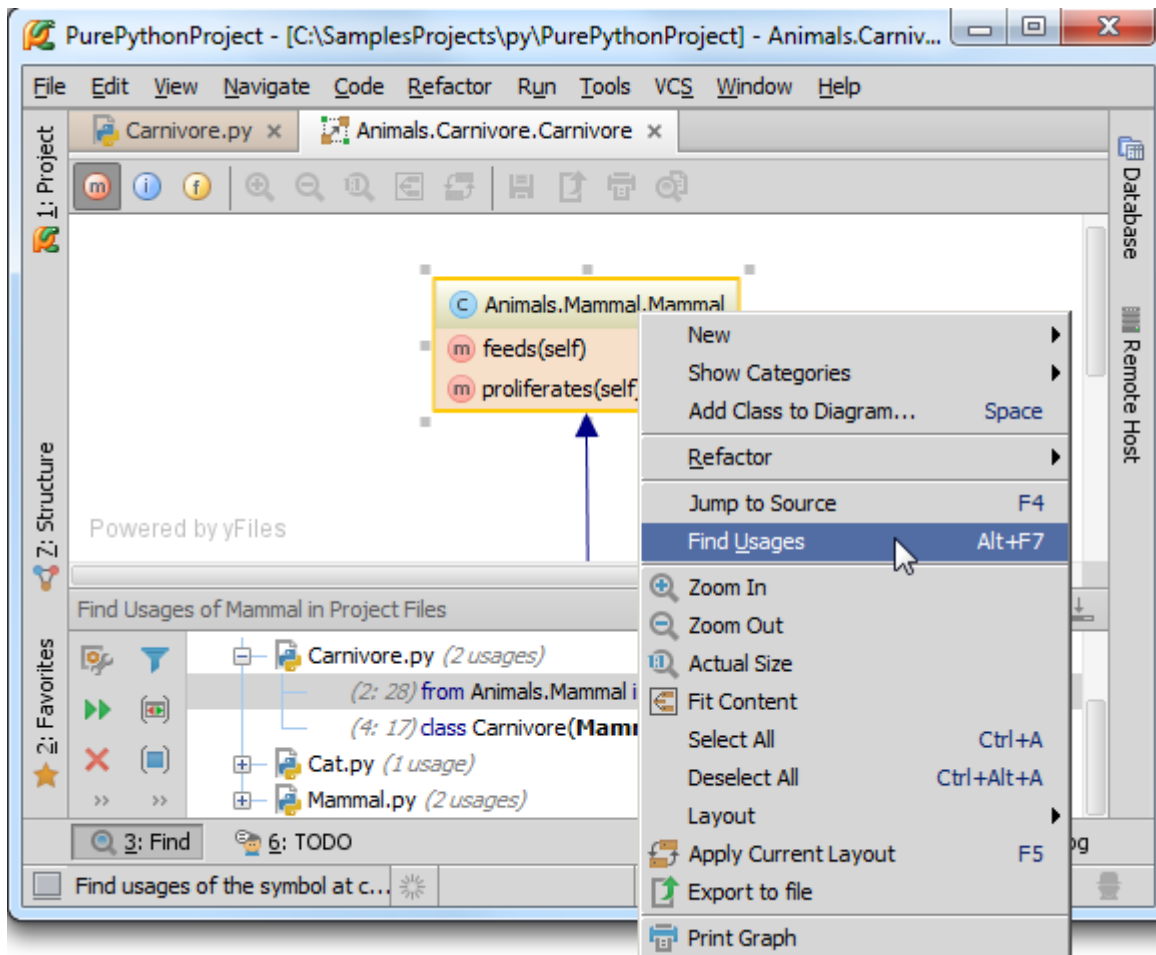 PurePythonProject - [C:\SamplesProjects\py\PurePythonProject] - Animals.Carniv...
File Edit View Navigate Code Refactor Run Tools VCS Window Help
Carnivore.py Animals.Carnivore.Carnivore
1: Project
Z: Structure
2: Favorites
Database
Remote Host
m i f
C Animals.Mammal.Mammal
m feeds(self)
m proliferates(self)
Powered by yFiles
New
Show Categories
Add Class to Diagram... Space
Refactor
Jump to Source F4
Find Usages Alt+F7
Zoom In
Zoom Out
Actual Size
Fit Content
Select All Ctrl+A
Deselect All Ctrl+Alt+A
Layout
Apply Current Layout F5
Export to file
Print Graph
Find Usages of Mammal in Project Files
Carnivore.py (2 usages)
(2: 28) from Animals.Mammal i
(4: 17) class Carnivore(Mam
Cat.py (1 usage)
Mammal.py (2 usages)
3: Find 6: TODO og
Find usages of the symbol at c...